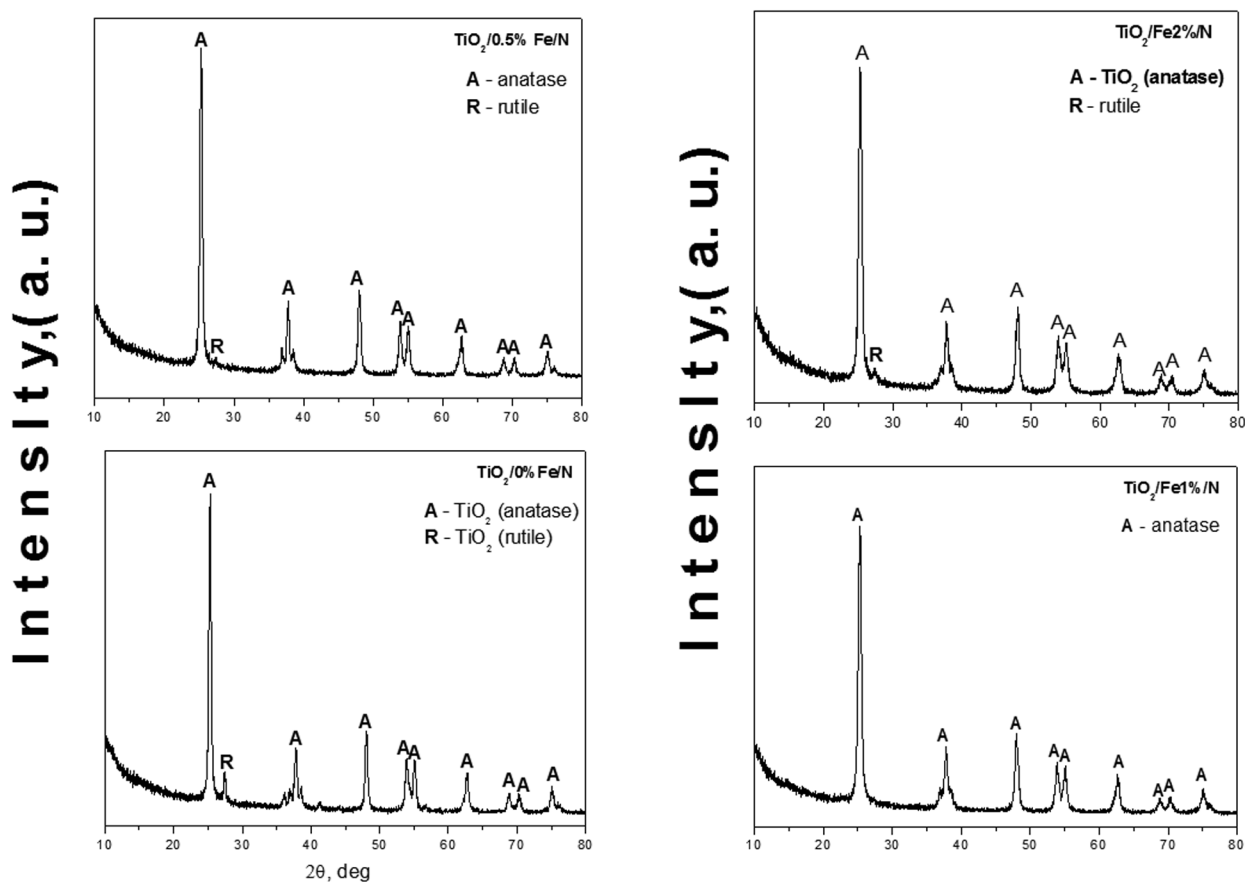 Intensity,(a. u.)
TiO2/0.5% Fe/N
A - anatase
R - rutile
A
R
A
A
A
A
A
A
A
A
10 20 30 40 50 60 70 80
TiO2/0% Fe/N
A - TiO2 (anatase)
R - TiO2 (rutile)
A
R
A
A
A
A
A
A
A
A
10 20 30 40 50 60 70 80
2θ, deg
Intensity,(a. u.)
TiO2/Fe2%/N
A - TiO2 (anatase)
R - rutile
A
R
A
A
A
A
A
A
A
A
10 20 30 40 50 60 70 80
TiO2/Fe1%/N
A - anatase
A
A
A
A
A
A
A
A
A
10 20 30 40 50 60 70 80